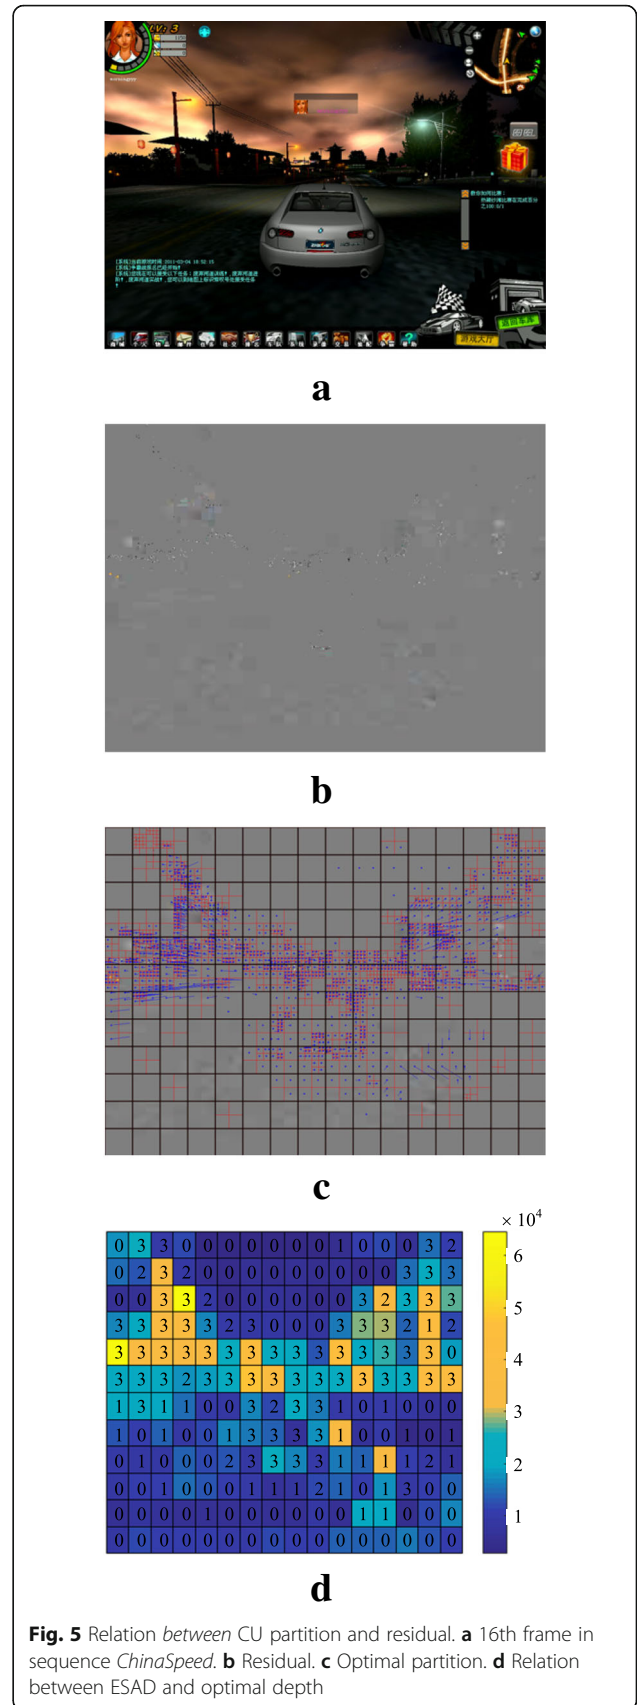 LV: 3
返回车库
游戏大厅
a
b
c
× 10⁴
0 3 3 0 0 0 0 0 0 0 1 0 0 0 3 2
6
0 2 3 2 0 0 0 0 0 0 0 0 0 3 3 3
0 0 3 3 2 0 0 0 0 0 0 3 2 3 3 3
5
3 3 3 3 3 2 3 0 0 0 3 3 3 2 1 2
3 3 3 3 3 3 3 3 3 3 3 3 3 3 3 0
4
3 3 3 2 3 3 3 3 3 3 3 3 3 3 3 3
1 3 1 1 0 0 3 2 3 3 1 0 1 0 0 0
3
1 0 1 0 0 1 3 3 3 3 1 0 0 1 0 1
0 1 0 0 0 2 3 3 3 3 1 1 1 1 2 1
2
0 0 1 0 0 0 1 1 1 2 1 0 1 3 0 0
0 0 0 0 1 0 0 0 0 0 0 1 1 0 0 0
1
0 0 0 0 0 0 0 0 0 0 0 0 0 0 0 0
d
Fig. 5 Relation between CU partition and residual. a 16th frame in
sequence ChinaSpeed. b Residual. c Optimal partition. d Relation
between ESAD and optimal depth